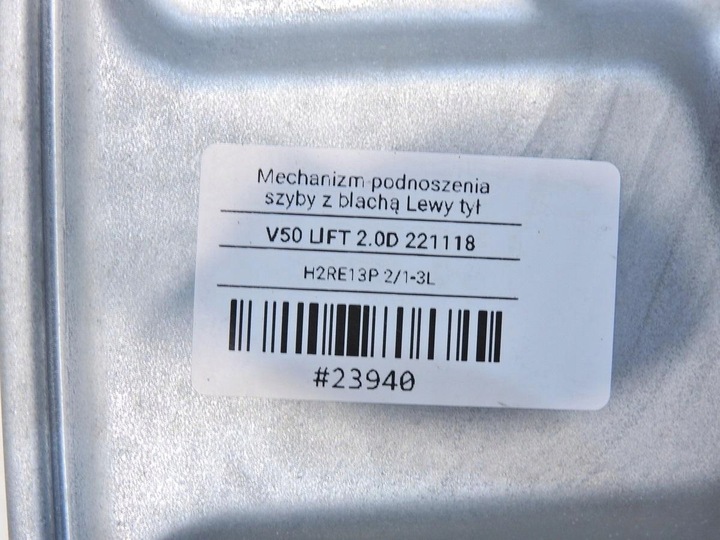 Mechanizm podnoszenia
szyby z blachą Lewy tył
V50 LIFT 2.0D 221118
H2RE13P 2/1-3L
#23940